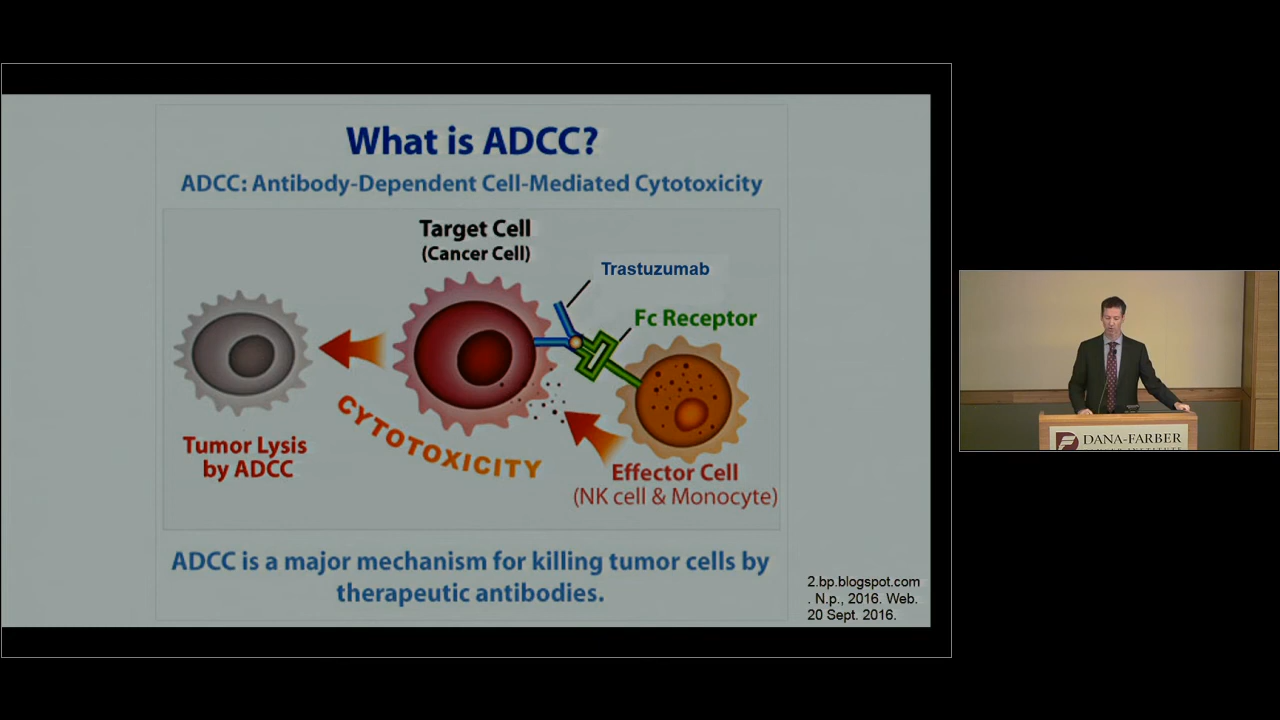 What is ADCC?
ADCC: Antibody-Dependent Cell-Mediated Cytotoxicity
Target Cell
(Cancer Cell)
Trastuzumab
Fc Receptor
CYTOTOXICITY
Tumor Lysis
by ADCC
Effector Cell
(NK cell & Monocyte)
ADCC is a major mechanism for killing tumor cells by
therapeutic antibodies.
2.bp.blogspot.com
. N.p., 2016. Web.
20 Sept. 2016.
DANA-FARBER